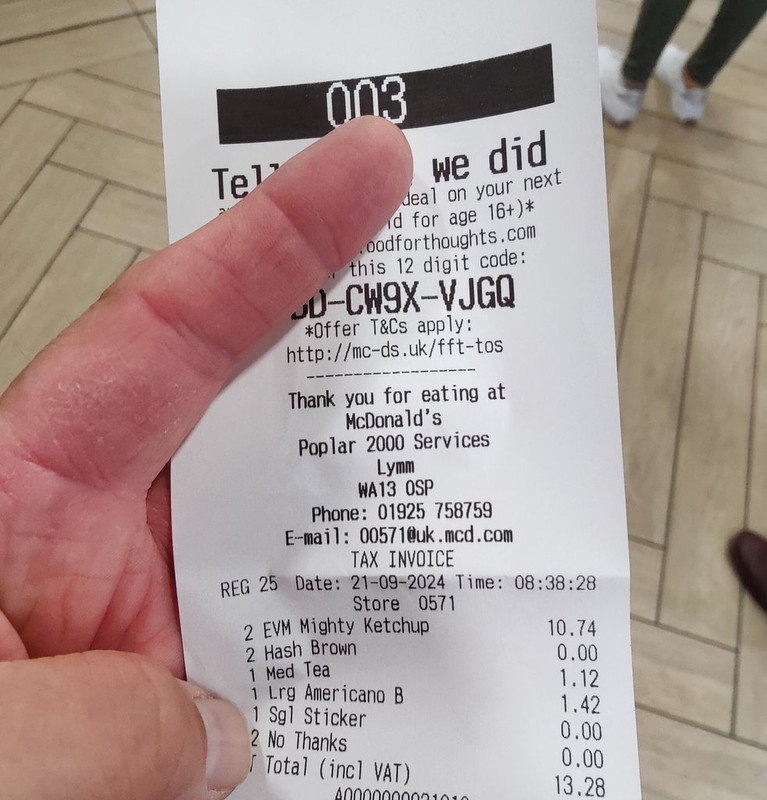 003
we did
deal on your next
for age 16+)*
oodforthoughts.com
this 12 digit code:
D-CW9X-VJGQ
*Offer T&Cs apply:
http://mc-ds.uk/fft-tos
------------------
Thank you for eating at
McDonald's
Poplar 2000 Services
Lymm
WA13 0SP
Phone: 01925 758759
E-mail: 00571@uk.mcd.com
TAX INVOICE
REG 25 Date: 21-09-2024 Time: 08:38:28
Store 0571
2 EVM Mighty Ketchup 10.74
2 Hash Brown 0.00
1 Med Tea 1.12
1 Lrg Americano B 1.42
1 Sgl Sticker 0.00
2 No Thanks 0.00
Total (incl VAT) 13.28